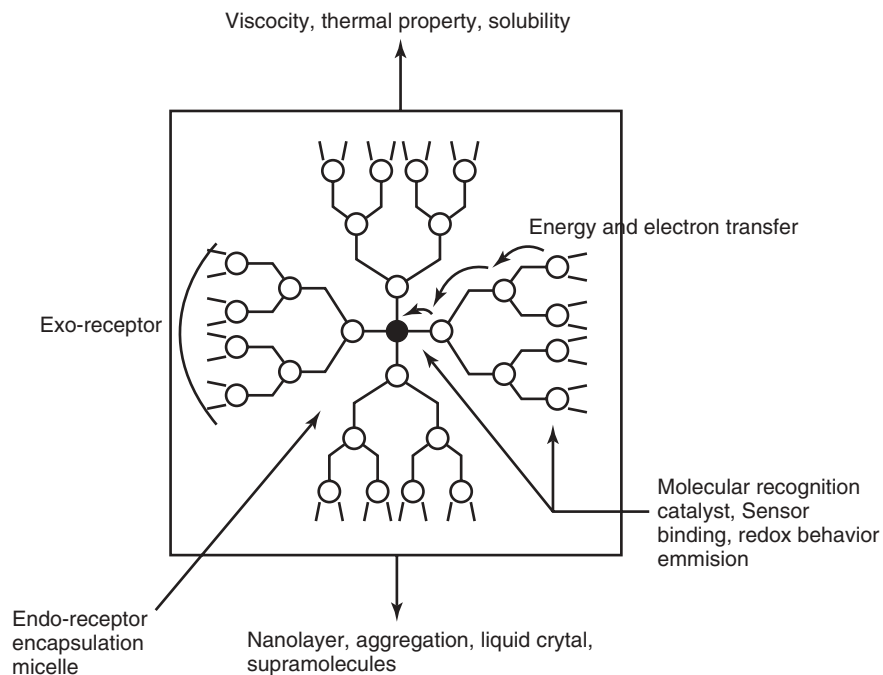 Viscocity, thermal property, solubility
Energy and electron transfer
Exo-receptor
Molecular recognition
catalyst, Sensor
binding, redox behavior
emmision
Endo-receptor
encapsulation
micelle
Nanolayer, aggregation, liquid crytal,
supramolecules